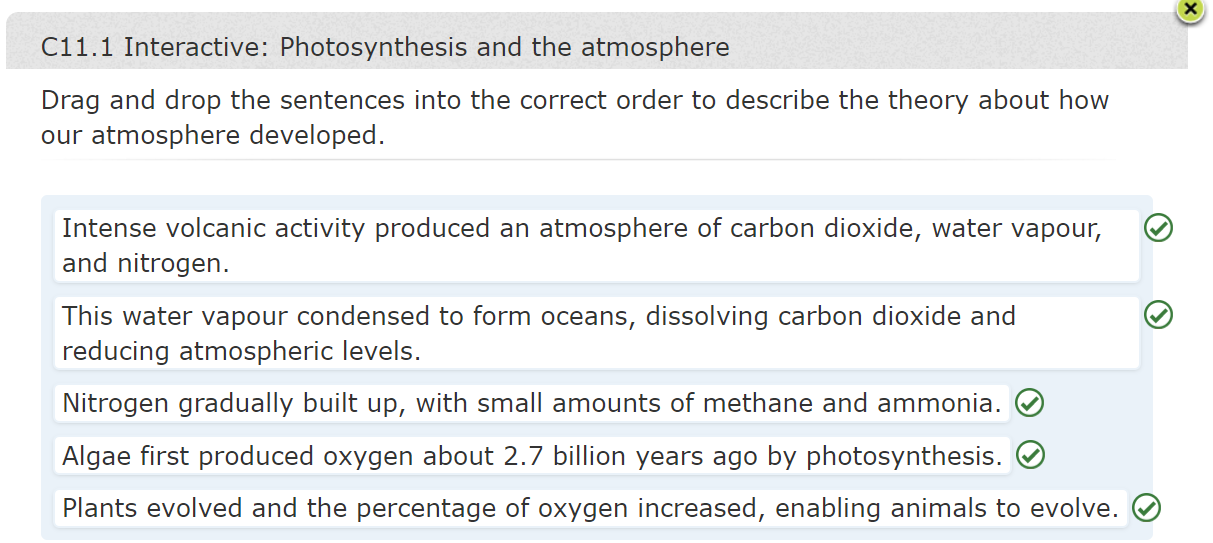 C11.1 Interactive: Photosynthesis and the atmosphere
Drag and drop the sentences into the correct order to describe the theory about how
our atmosphere developed.
Intense volcanic activity produced an atmosphere of carbon dioxide, water vapour,
and nitrogen.
This water vapour condensed to form oceans, dissolving carbon dioxide and
reducing atmospheric levels.
Nitrogen gradually built up, with small amounts of methane and ammonia.
Algae first produced oxygen about 2.7 billion years ago by photosynthesis.
Plants evolved and the percentage of oxygen increased, enabling animals to evolve.